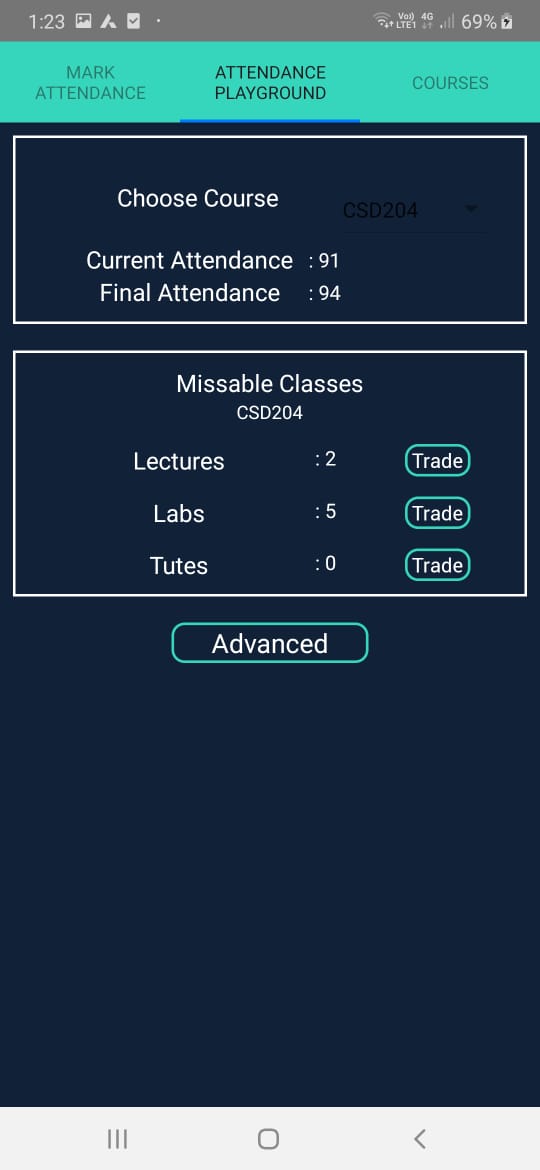 1:23 Vo) 4G LTE1 69%
MARK ATTENDANCE
ATTENDANCE PLAYGROUND
COURSES
Choose Course CSD204
Current Attendance : 91
Final Attendance : 94
Missable Classes
CSD204
Lectures : 2 Trade
Labs : 5 Trade
Tutes : 0 Trade
Advanced